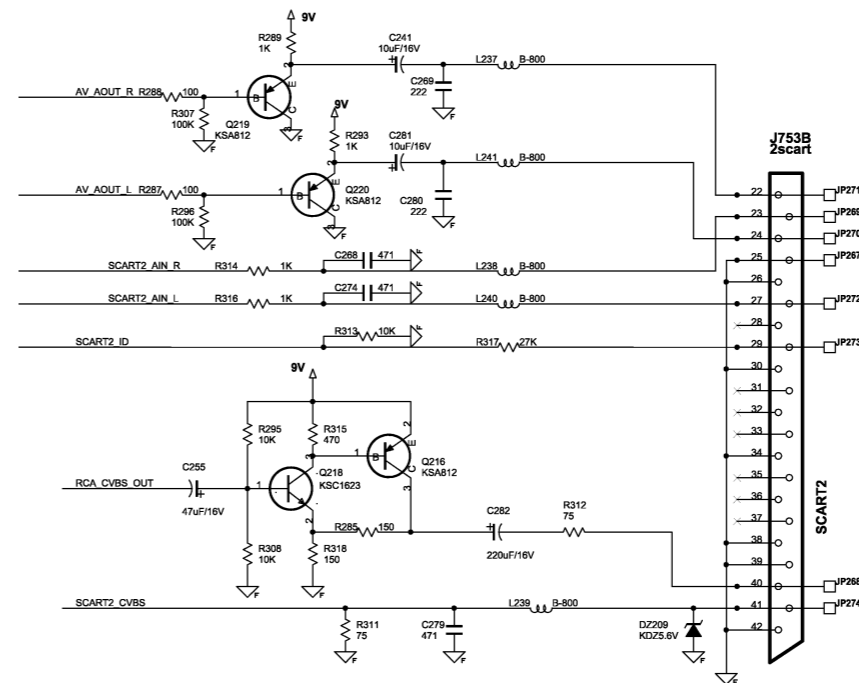 9V
R289
1K
C241
10uF/16V
L237 B-800
C269
222
AV_AOUT_R R288 100
1 B E C 2 3
R307
100K
Q219
KSA812
F
9V
R293
1K
C281
10uF/16V
L241 B-800
J753B
2scart
AV_AOUT_L R287 100
1 B E C 2 3
Q220
KSA812
C280
222
R296
100K
F
22 JP271
23 JP269
24 JP270
25 JP267
26
27 JP272
28
29 JP273
30
31
32
33
34
35
36
37
38
39
40 JP268
41 JP274
42
SCART2
SCART2_AIN_R R314 1K
C268 471 F
L238 B-800
SCART2_AIN_L R316 1K
C274 471 F
L240 B-800
SCART2_ID
R313 10K F
R317 27K
9V
R295
10K
R315
470
1 B E C 2 3
Q216
KSA812
C255
RCA_CVBS_OUT
47uF/16V
1 2 3
Q218
KSC1623
R285 150
C282
220uF/16V
R312
75
R308
10K
R318
150
F
SCART2_CVBS
L239 B-800
R311
75
C279
471
DZ209
KDZ5.6V
F